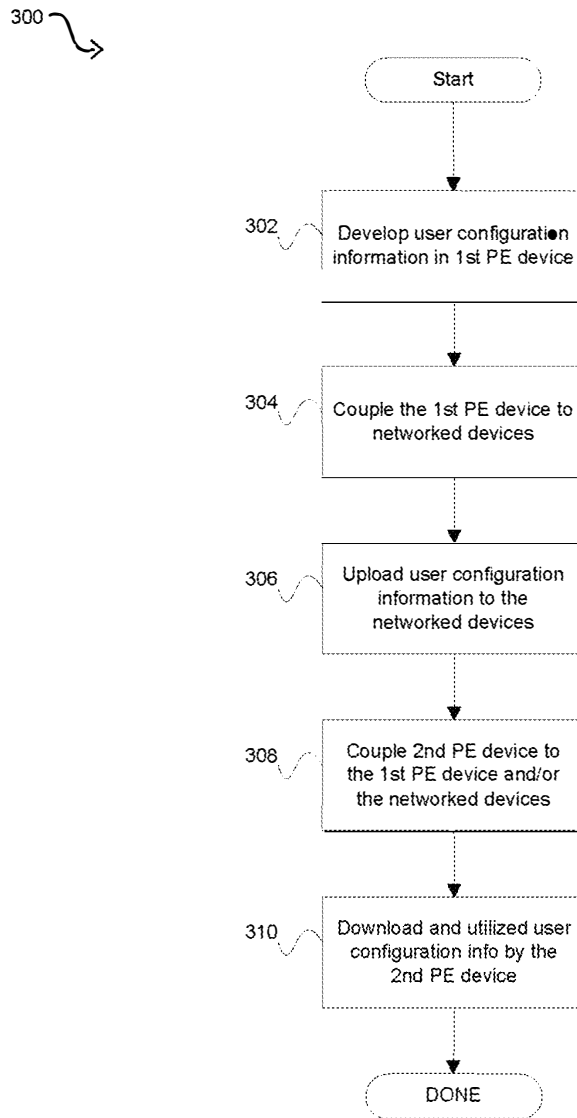 300
Start
302
Develop user configuration
information in 1st PE device
304
Couple the 1st PE device to
networked devices
306
Upload user configuration
information to the
networked devices
308
Couple 2nd PE device to
the 1st PE device and/or
the networked devices
310
Download and utilized user
configuration info by the
2nd PE device
DONE